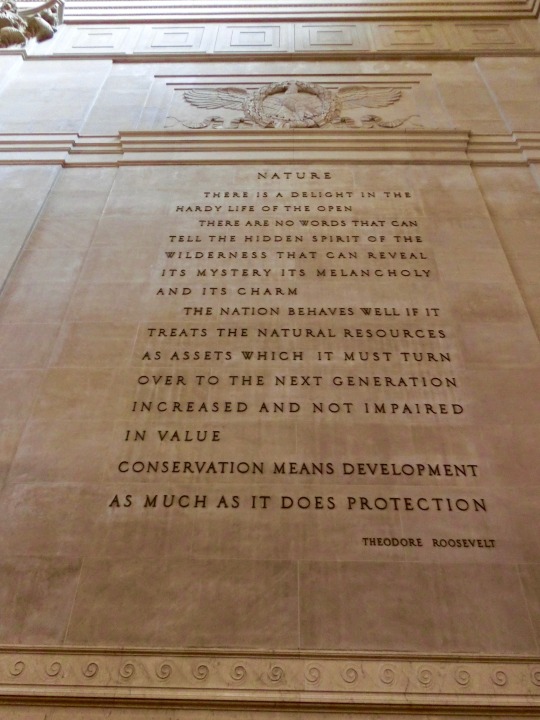 NATURE
THERE IS A DELIGHT IN THE
HARDY LIFE OF THE OPEN
THERE ARE NO WORDS THAT CAN
TELL THE HIDDEN SPIRIT OF THE
WILDERNESS THAT CAN REVEAL
ITS MYSTERY ITS MELANCHOLY
AND ITS CHARM
THE NATION BEHAVES WELL IF IT
TREATS THE NATURAL RESOURCES
AS ASSETS WHICH IT MUST TURN
OVER TO THE NEXT GENERATION
INCREASED AND NOT IMPAIRED
IN VALUE
CONSERVATION MEANS DEVELOPMENT
AS MUCH AS IT DOES PROTECTION
THEODORE ROOSEVELT